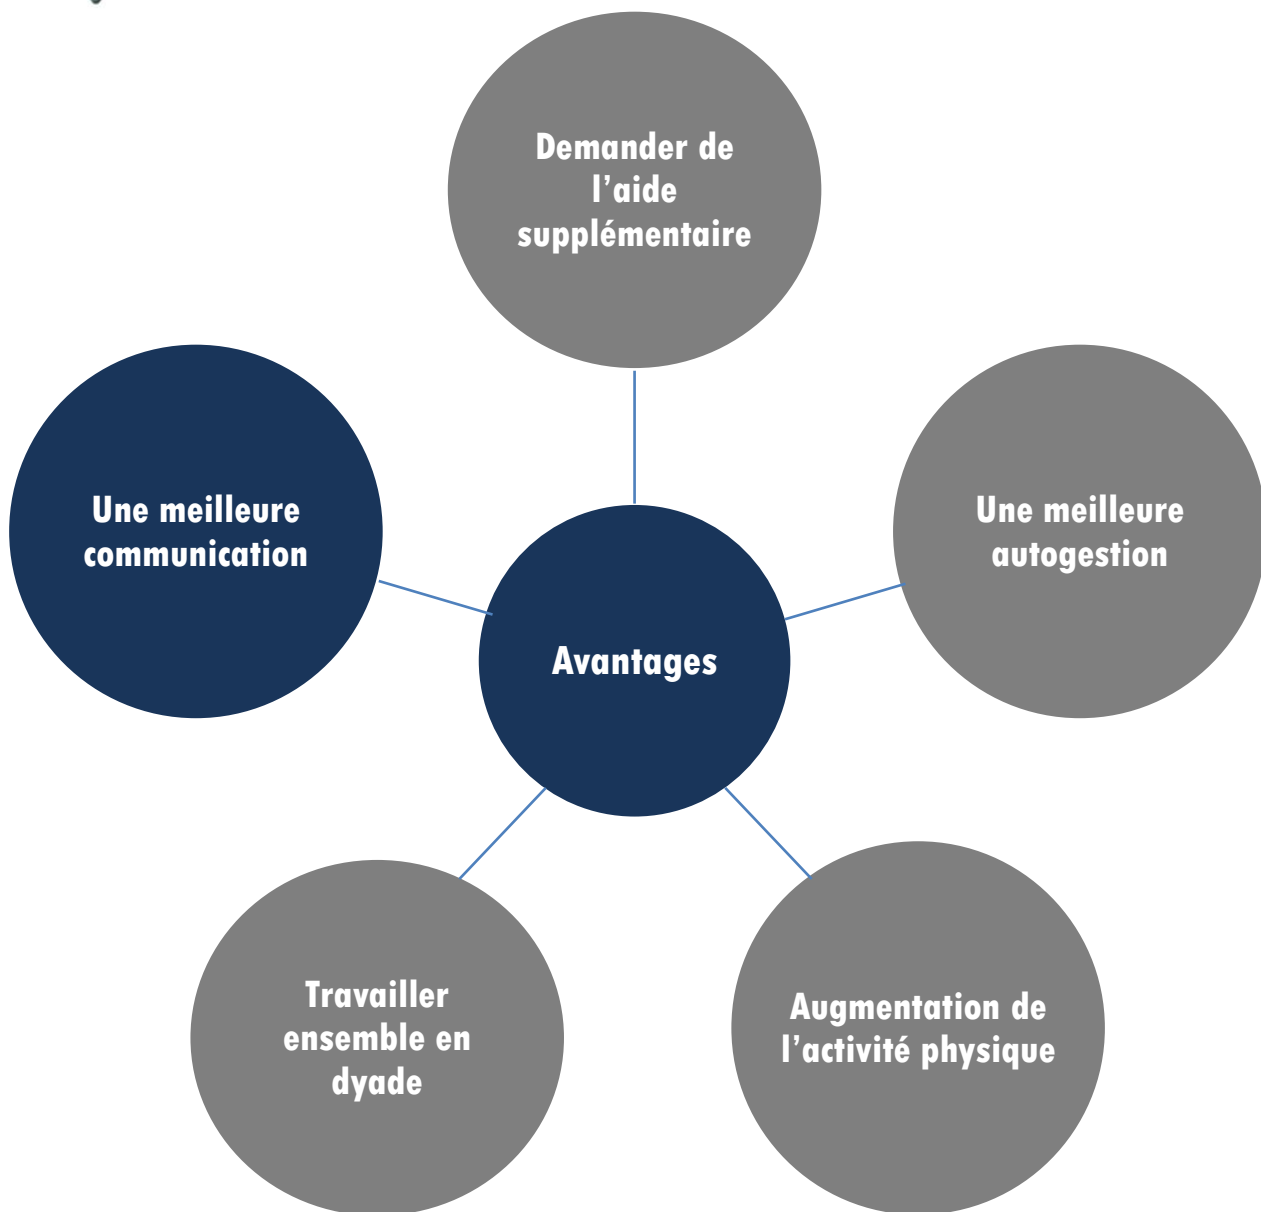 Demander de
l’aide
supplémentaire
Une meilleure
communication
Une meilleure
autogestion
Avantages
Travailler
ensemble en
dyade
Augmentation de
l’activité physique